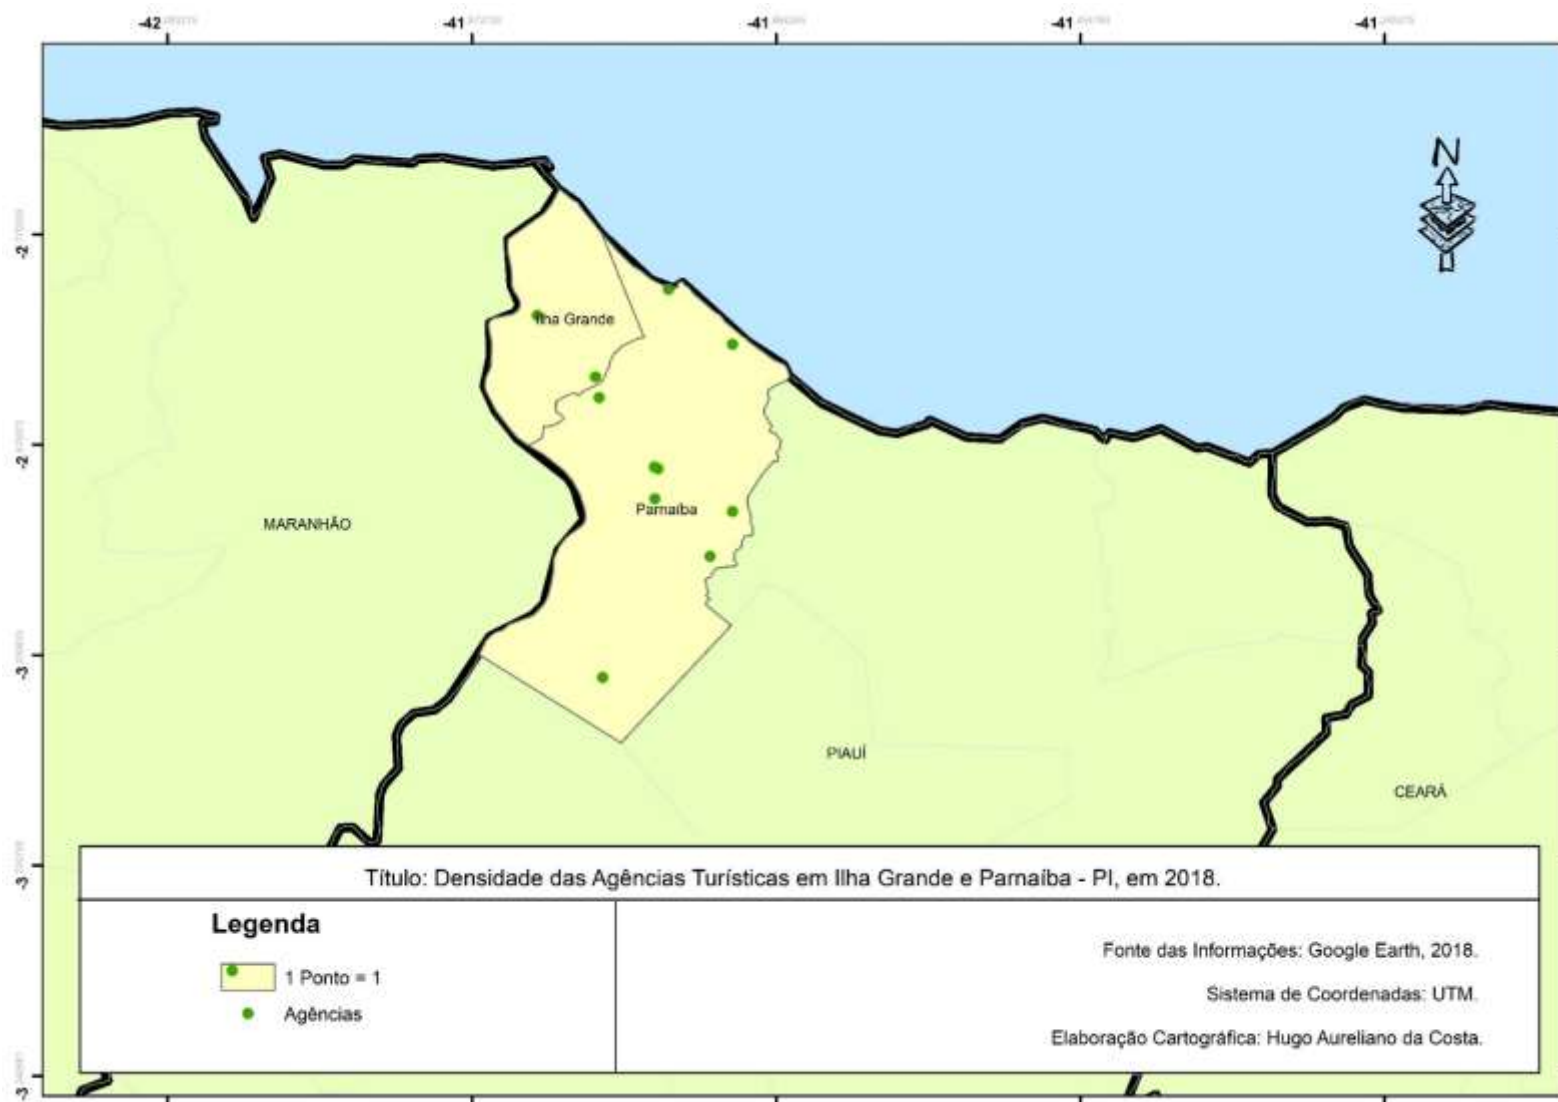 -42
-41
-41
-41
-41
N
-2
Ilha Grande
-2
MARANHÃO
Parnaíba
-3
PIAUÍ
CEARÁ
-3
Título: Densidade das Agências Turísticas em Ilha Grande e Parnaíba - PI, em 2018.
Legenda
1 Ponto = 1
Agências
Fonte das Informações: Google Earth, 2018.
Sistema de Coordenadas: UTM.
Elaboração Cartográfica: Hugo Aureliano da Costa.
-3